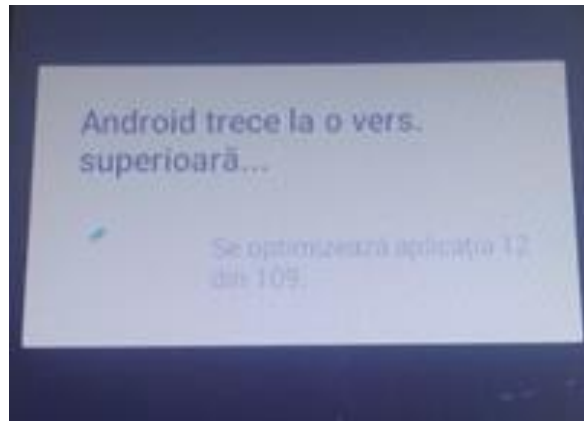 Android trece la o vers.
superioară...
Se optimizează aplicația 12
din 109.